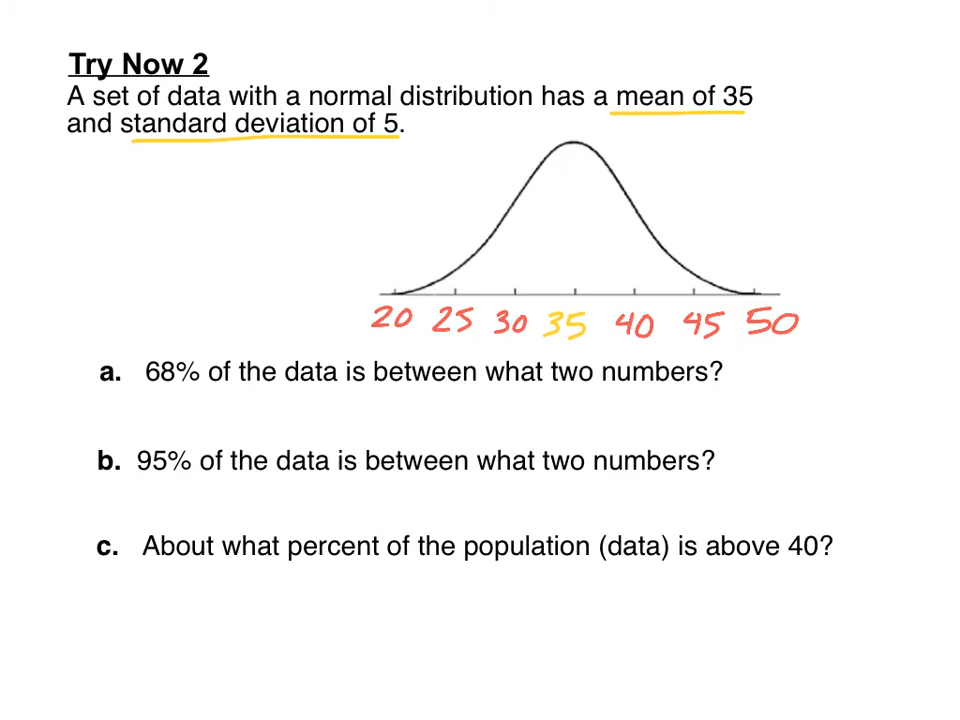 Try Now 2
A set of data with a normal distribution has a mean of 35
and standard deviation of 5.
20 25 30 35 40 45 50
a. 68% of the data is between what two numbers?
b. 95% of the data is between what two numbers?
c. About what percent of the population (data) is above 40?